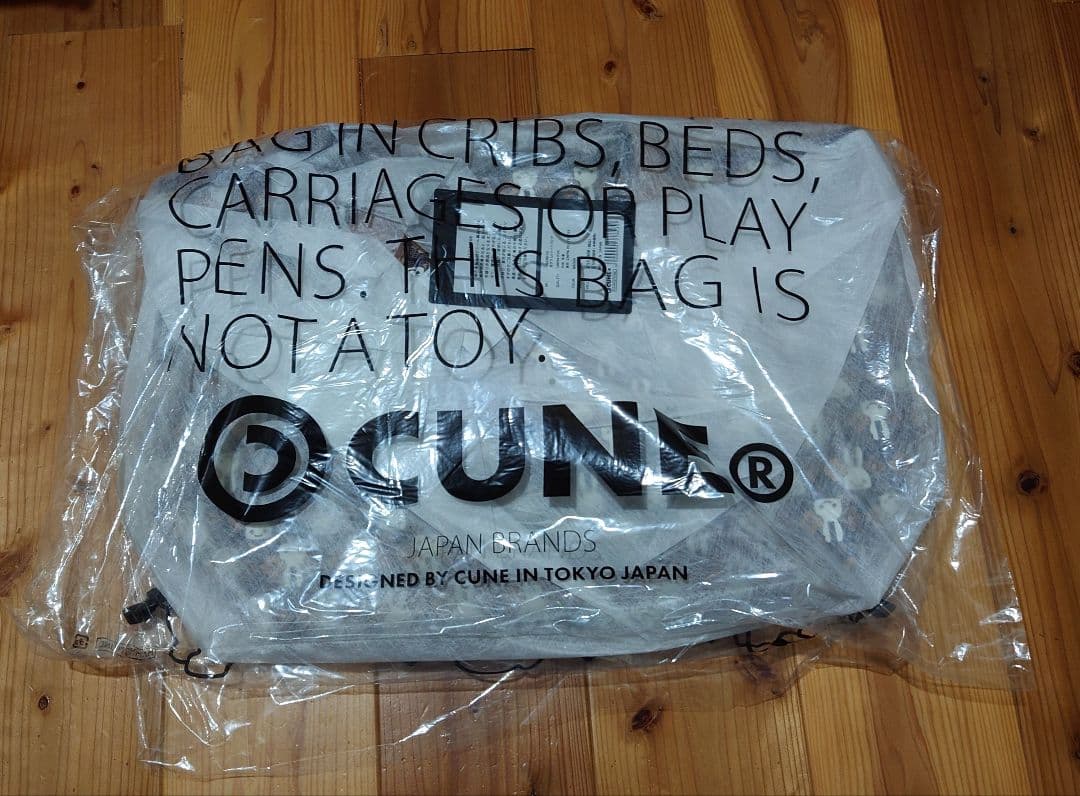 BAG IN CRIBS, BEDS,
CARRIAGES OR PLAY
PENS. THIS BAG IS
NOT A TOY.
CUNE®
JAPAN BRANDS
DESIGNED BY CUNE IN TOKYO JAPAN